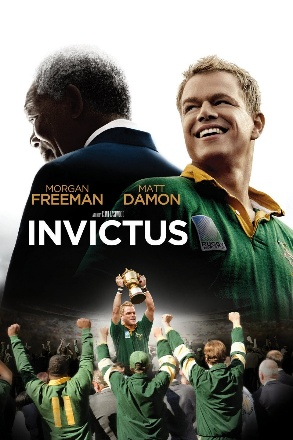 MORGAN MATT
FREEMAN DAMON
INVICTUS
11